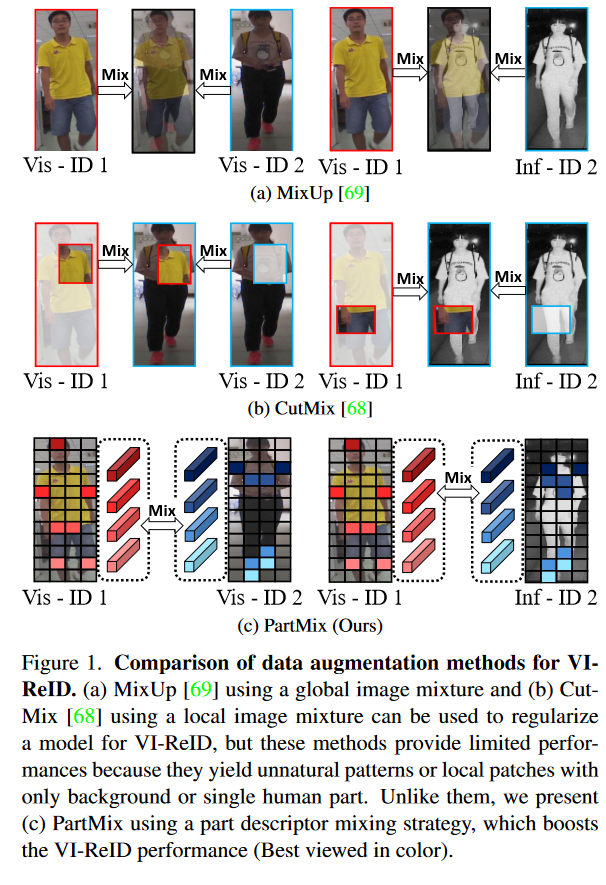 Mix Mix Mix Mix
Vis - ID 1 Vis - ID 2 Vis - ID 1 Inf - ID 2
(a) MixUp [69]
Mix Mix Mix Mix
Vis - ID 1 Vis - ID 2 Vis - ID 1 Inf - ID 2
(b) CutMix [68]
Mix Mix
Vis - ID 1 Vis - ID 2 Vis - ID 1 Inf - ID 2
(c) PartMix (Ours)
Figure 1. Comparison of data augmentation methods for VI-
ReID. (a) MixUp [69] using a global image mixture and (b) Cut-
Mix [68] using a local image mixture can be used to regularize
a model for VI-ReID, but these methods provide limited perfor-
mances because they yield unnatural patterns or local patches with
only background or single human part. Unlike them, we present
(c) PartMix using a part descriptor mixing strategy, which boosts
the VI-ReID performance (Best viewed in color).